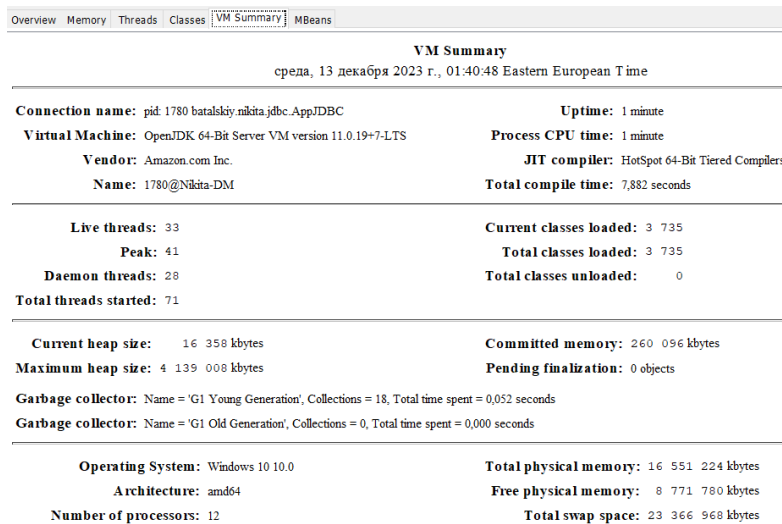 Overview Memory Threads Classes VM Summary MBeans
VM Summary
среда, 13 декабря 2023 г., 01:40:48 Eastern European Time
Connection name: pid: 1780 batalskiy.nikita.jdbc.AppJDBC
Uptime: 1 minute
Virtual Machine: OpenJDK 64-Bit Server VM version 11.0.19+7-LTS
Process CPU time: 1 minute
Vendor: Amazon.com Inc.
JIT compiler: HotSpot 64-Bit Tiered Compilers
Name: 1780@Nikita-DM
Total compile time: 7,882 seconds
Live threads: 33
Current classes loaded: 3 735
Peak: 41
Total classes loaded: 3 735
Daemon threads: 28
Total classes unloaded: 0
Total threads started: 71
Current heap size: 16 358 kbytes
Committed memory: 260 096 kbytes
Maximum heap size: 4 139 008 kbytes
Pending finalization: 0 objects
Garbage collector: Name = 'G1 Young Generation', Collections = 18, Total time spent = 0,052 seconds
Garbage collector: Name = 'G1 Old Generation', Collections = 0, Total time spent = 0,000 seconds
Operating System: Windows 10 10.0
Total physical memory: 16 551 224 kbytes
Architecture: amd64
Free physical memory: 8 771 780 kbytes
Number of processors: 12
Total swap space: 23 366 968 kbytes